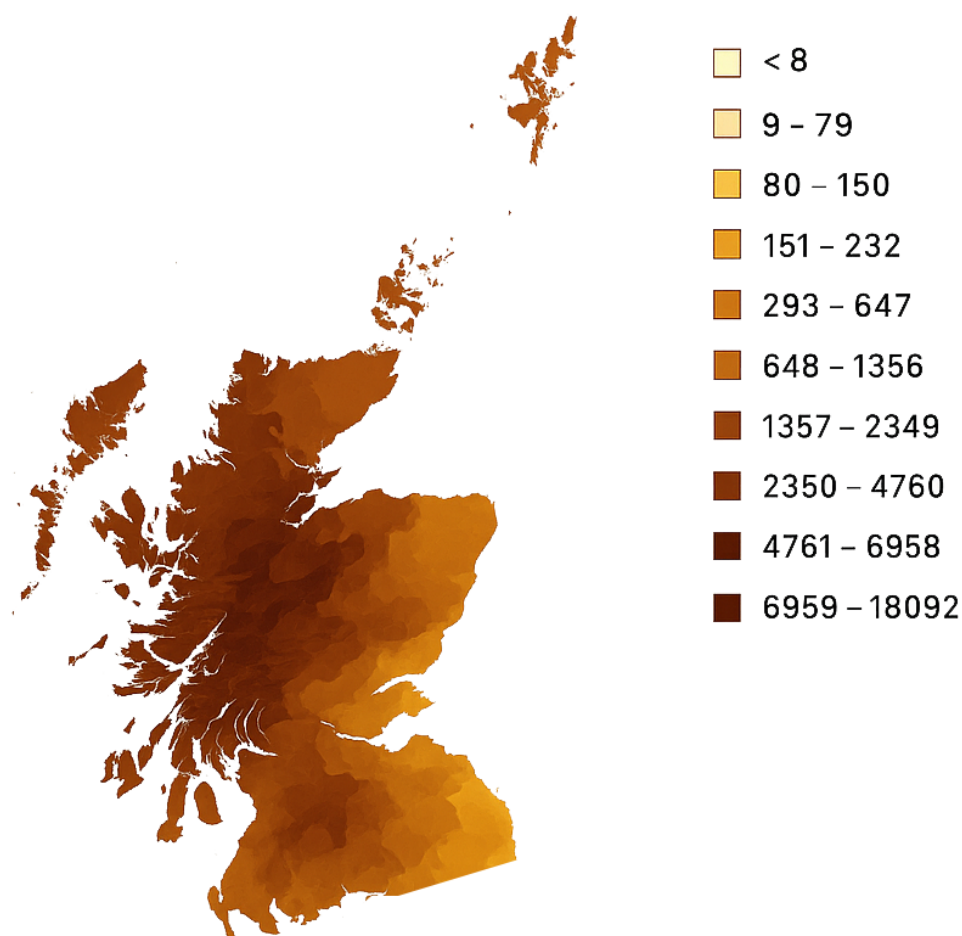 < 8
9 – 79
80 – 150
151 – 232
293 – 647
648 – 1356
1357 – 2349
2350 – 4760
4761 – 6958
6959 – 18092